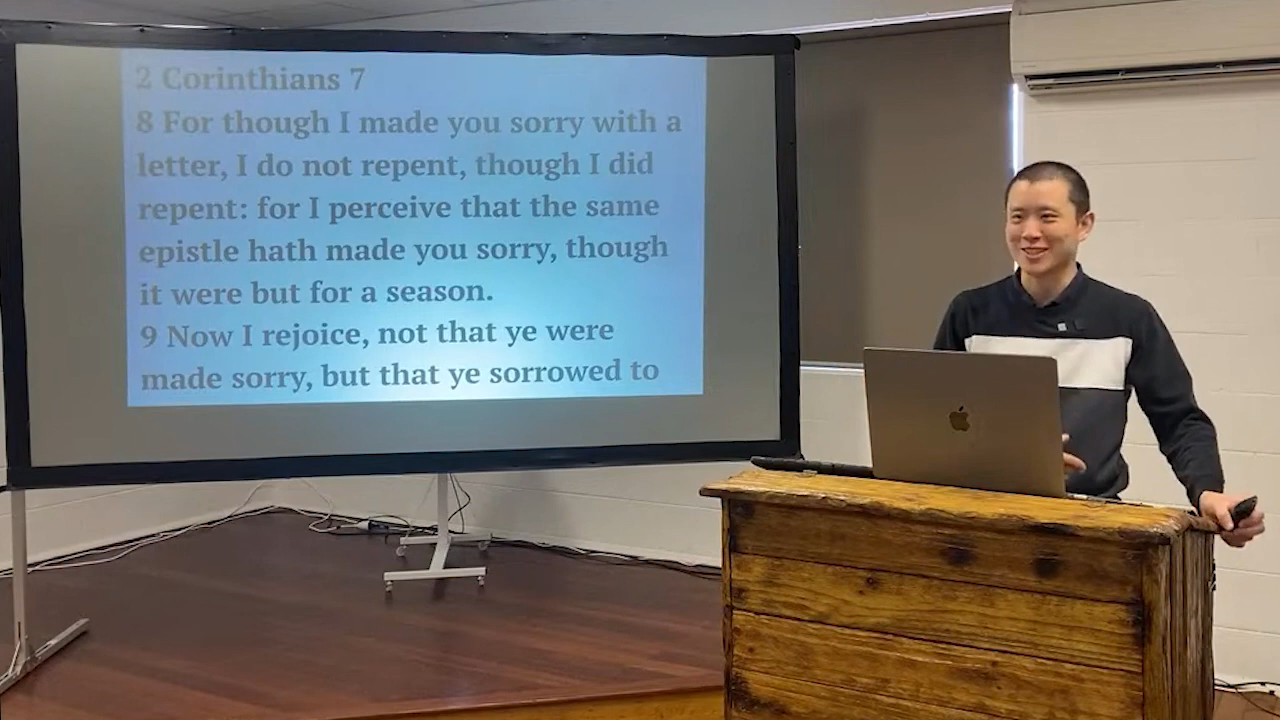 2 Corinthians 7
8 For though I made you sorry with a
letter, I do not repent, though I did
repent: for I perceive that the same
epistle hath made you sorry, though
it were but for a season.
9 Now I rejoice, not that ye were
made sorry, but that ye sorrowed to